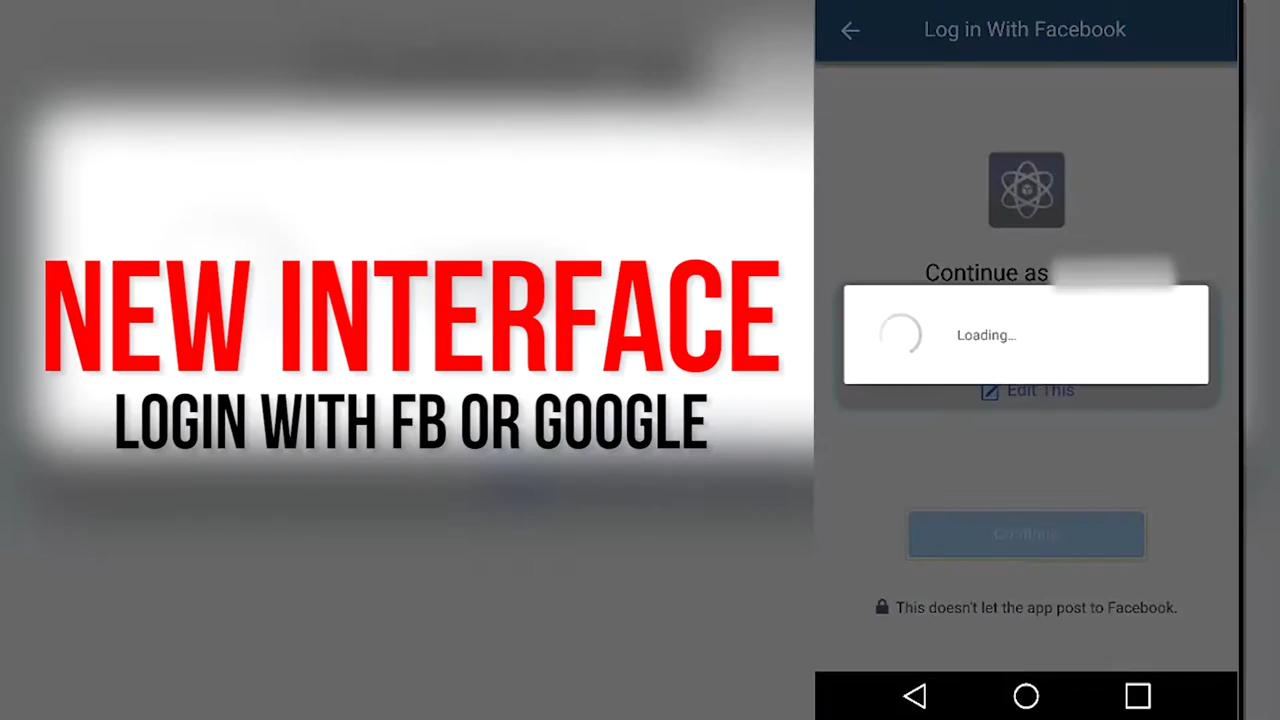 NEW INTERFACE
LOGIN WITH FB OR GOOGLE
Log in With Facebook
Continue as
Loading...
Edit This
Continue
This doesn't let the app post to Facebook.